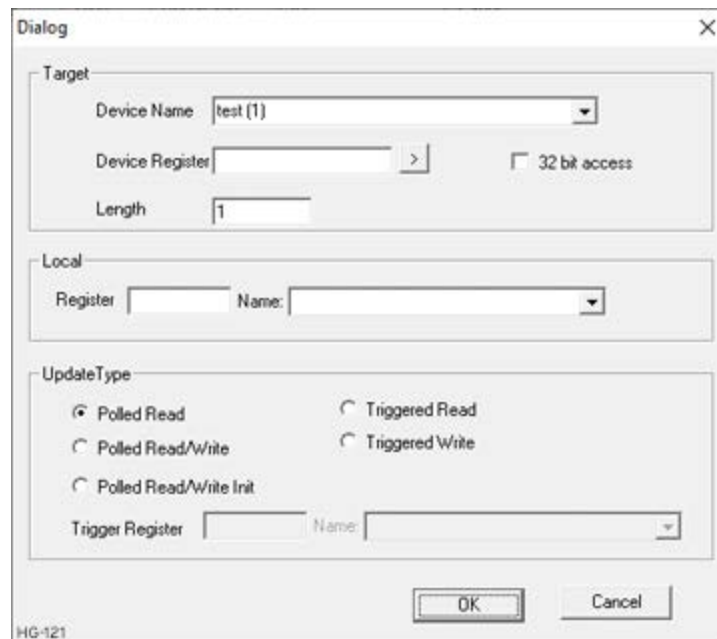 Dialog
Target
Device Name test (1)
Device Register > 32 bit access
Length 1
Local
Register Name:
UpdateType
Polled Read Triggered Read
Polled Read/Write Triggered Write
Polled Read/Write Init
Trigger Register Name:
OK Cancel
HG-121